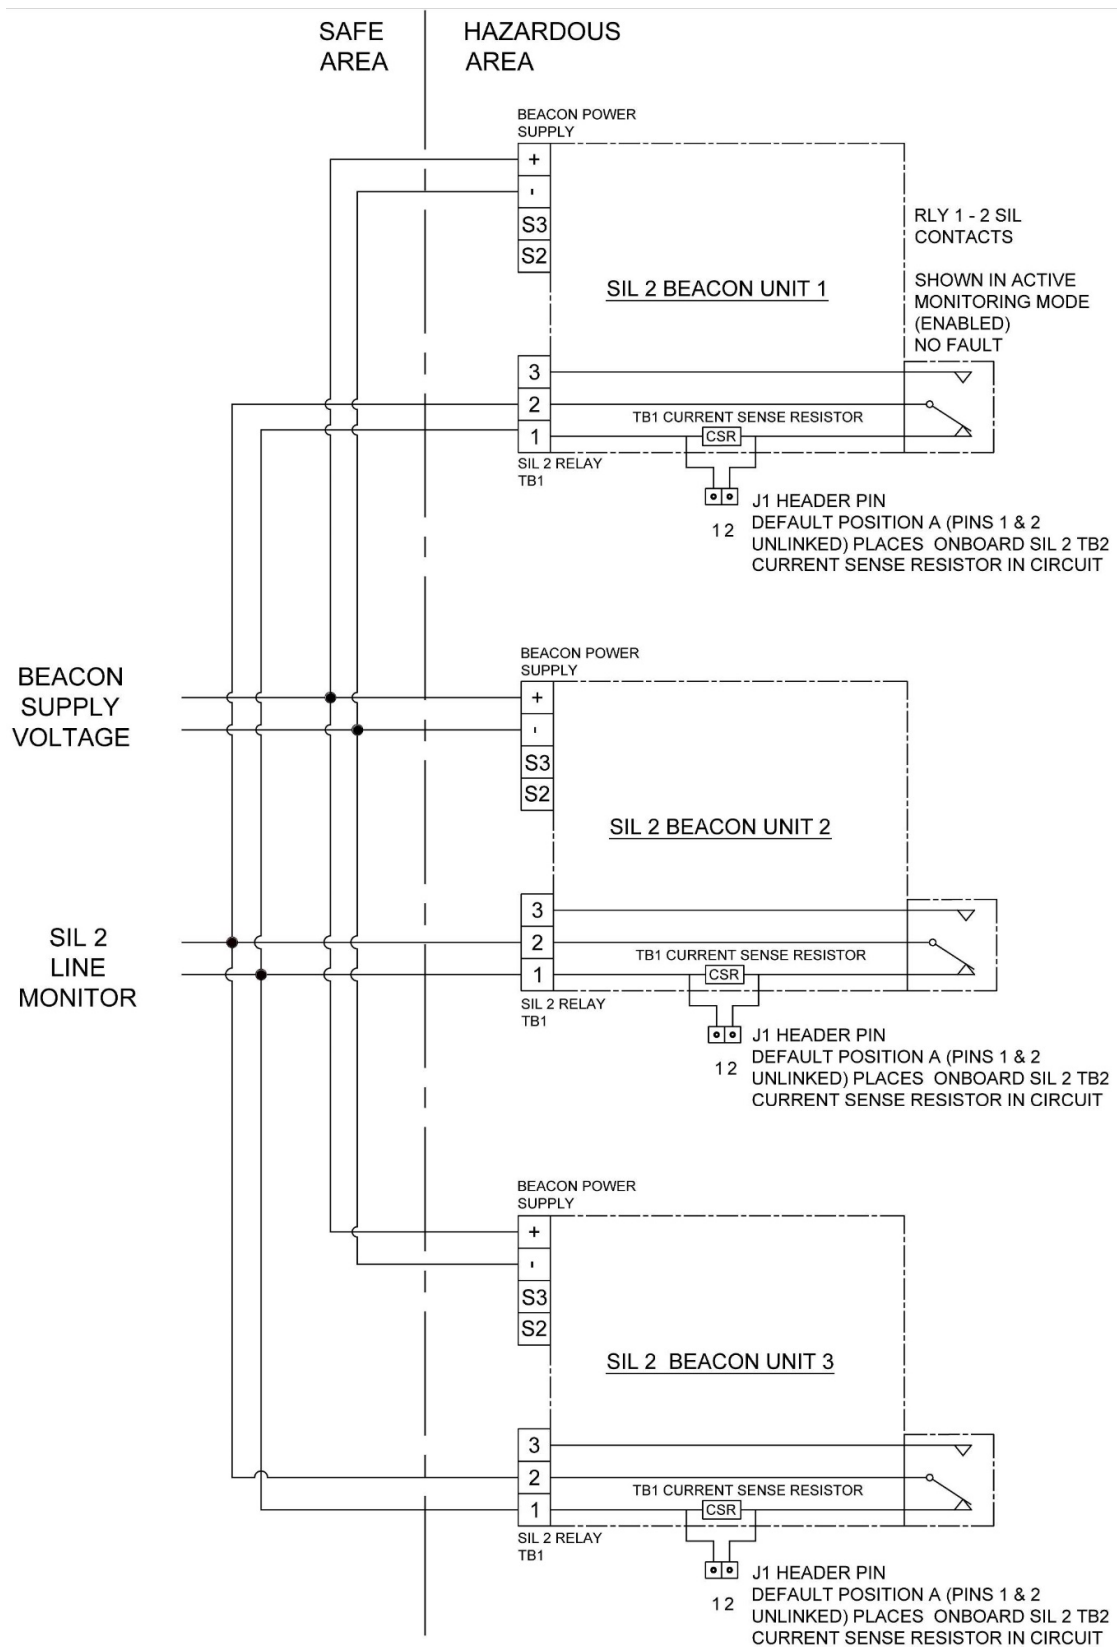 SAFE
AREA
HAZARDOUS
AREA
BEACON POWER
SUPPLY
+
-
S3
S2
SIL 2 BEACON UNIT 1
RLY 1 - 2 SIL
CONTACTS
SHOWN IN ACTIVE
MONITORING MODE
(ENABLED)
NO FAULT
3
2
1
TB1 CURRENT SENSE RESISTOR
CSR
SIL 2 RELAY
TB1
1 2
J1 HEADER PIN
DEFAULT POSITION A (PINS 1 & 2
UNLINKED) PLACES ONBOARD SIL 2 TB2
CURRENT SENSE RESISTOR IN CIRCUIT
BEACON
SUPPLY
VOLTAGE
BEACON POWER
SUPPLY
+
-
S3
S2
SIL 2 BEACON UNIT 2
SIL 2
LINE
MONITOR
3
2
1
TB1 CURRENT SENSE RESISTOR
CSR
SIL 2 RELAY
TB1
1 2
J1 HEADER PIN
DEFAULT POSITION A (PINS 1 & 2
UNLINKED) PLACES ONBOARD SIL 2 TB2
CURRENT SENSE RESISTOR IN CIRCUIT
BEACON POWER
SUPPLY
+
-
S3
S2
SIL 2 BEACON UNIT 3
3
2
1
TB1 CURRENT SENSE RESISTOR
CSR
SIL 2 RELAY
TB1
1 2
J1 HEADER PIN
DEFAULT POSITION A (PINS 1 & 2
UNLINKED) PLACES ONBOARD SIL 2 TB2
CURRENT SENSE RESISTOR IN CIRCUIT